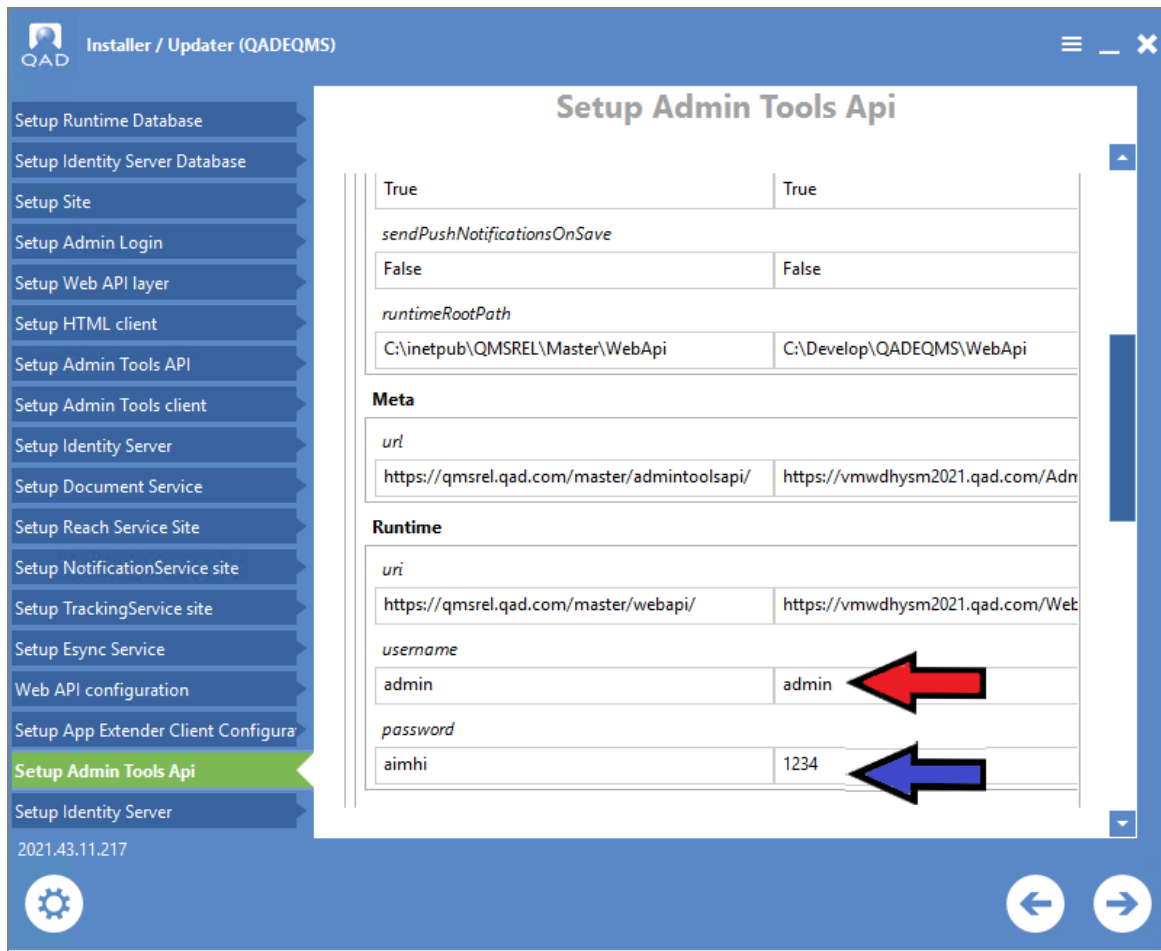 QAD
Installer / Updater (QADEQMS)
Setup Runtime Database
Setup Identity Server Database
Setup Site
Setup Admin Login
Setup Web API layer
Setup HTML client
Setup Admin Tools API
Setup Admin Tools client
Setup Identity Server
Setup Document Service
Setup Reach Service Site
Setup NotificationService site
Setup TrackingService site
Setup Esync Service
Web API configuration
Setup App Extender Client Configura
Setup Admin Tools Api
Setup Identity Server
2021.43.11.217
Setup Admin Tools Api
True True
sendPushNotificationsOnSave
False False
runtimeRootPath
C:\inetpub\QMSREL\Master\WebApi C:\Develop\QADEQMS\WebApi
Meta
url
https://qmsrel.qad.com/master/admintoolsapi/ https://vmwdhysm2021.qad.com/Adm
Runtime
uri
https://qmsrel.qad.com/master/webapi/ https://vmwdhysm2021.qad.com/Web
username
admin admin
password
aimhi 1234